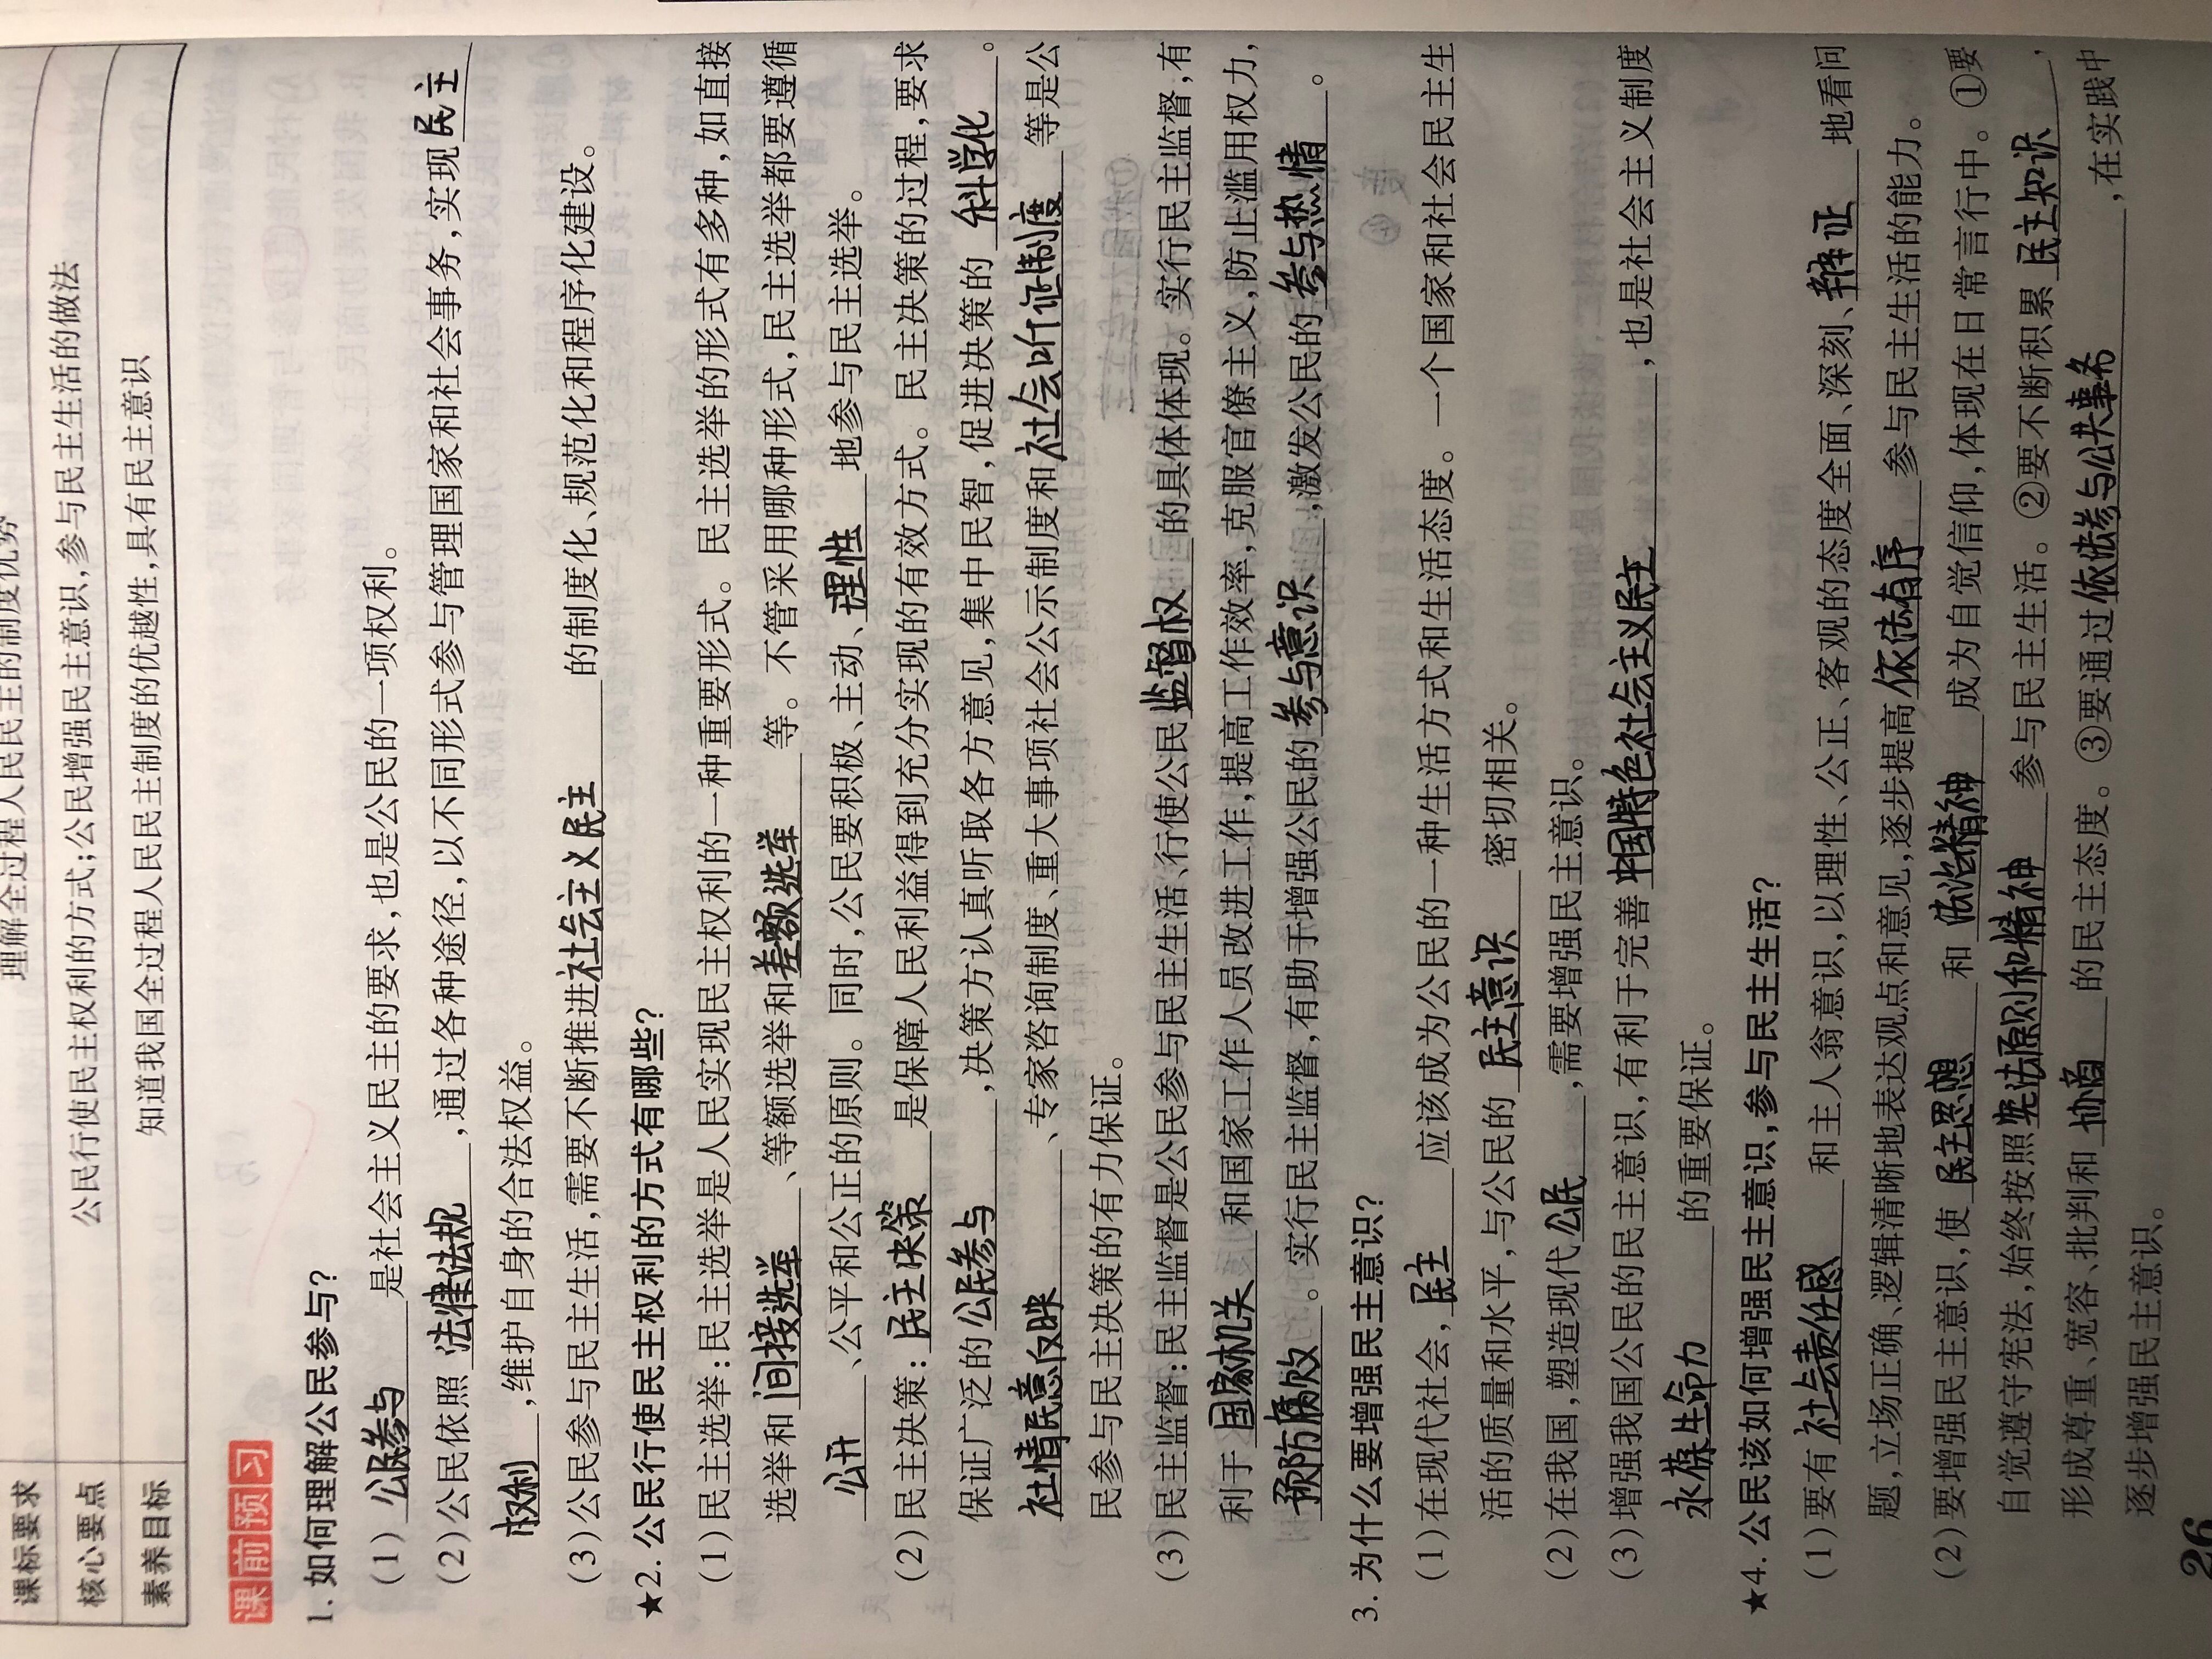 课标要求 理解全过程人民民主的制度优势
核心要点 公民行使民主权利的方式;公民增强民主意识,参与民主生活的做法
素养目标 知道我国全过程人民民主制度的优越性,具有民主意识
课前预习
1. 如何理解公民参与?
(1) 公民参与 是社会主义民主的要求,也是公民的一项权利。
(2)公民依照 法律法规 ,通过各种途径,以不同形式参与管理国家和社会事务,实现 民主
权利 ,维护自身的合法权益。
(3)公民参与民主生活,需要不断推进 社会主义民主 的制度化、规范化和程序化建设。
★2. 公民行使民主权利的方式有哪些?
(1)民主选举:民主选举是人民实现民主权利的一种重要形式。民主选举的形式有多种,如直接
选举和 间接选举 、等额选举和 差额选举 等。不管采用哪种形式,民主选举都要遵循
公开 、公平和公正的原则。同时,公民要积极、主动、 理性 地参与民主选举。
(2)民主决策: 民主决策 是保障人民利益得到充分实现的有效方式。民主决策的过程,要求
保证广泛的 公民参与 ,决策方认真听取各方意见,集中民智,促进决策的 科学化 。
社情民意反映 、专家咨询制度、重大事项社会公示制度和 社会听证制度 等是公
民参与民主决策的有力保证。
(3)民主监督:民主监督是公民参与民主生活、行使公民 监督权 的具体体现。实行民主监督,有
利于 国家机关 和国家工作人员改进工作,提高工作效率,克服官僚主义,防止滥用权力,
预防腐败 。实行民主监督,有助于增强公民的 参与意识 ,激发公民的 参与热情 。
3. 为什么要增强民主意识?
(1)在现代社会, 民主 应该成为公民的一种生活方式和生活态度。一个国家和社会民主生
活的质量和水平,与公民的 民主意识 密切相关。
(2)在我国,塑造现代 公民 ,需要增强民主意识。
(3)增强我国公民的民主意识,有利于完善 中国特色社会主义民主 ,也是社会主义制度
永葆生命力 的重要保证。
★4. 公民该如何增强民主意识,参与民主生活?
(1)要有 社会责任感 和主人翁意识,以理性、公正、客观的态度全面、深刻、 辩证 地看问
题,立场正确、逻辑清晰地表达观点和意见,逐步提高 依法有序 参与民主生活的能力。
(2)要增强民主意识,使 民主思想 和 法治精神 成为自觉信仰,体现在日常言行中。①要
自觉遵守宪法,始终按照 宪法原则和精神 参与民主生活。②要不断积累 民主知识 ,
形成尊重、宽容、批判和 协商 的民主态度。③要通过 依法参与公共事务 ,在实践中
逐步增强民主意识。
26